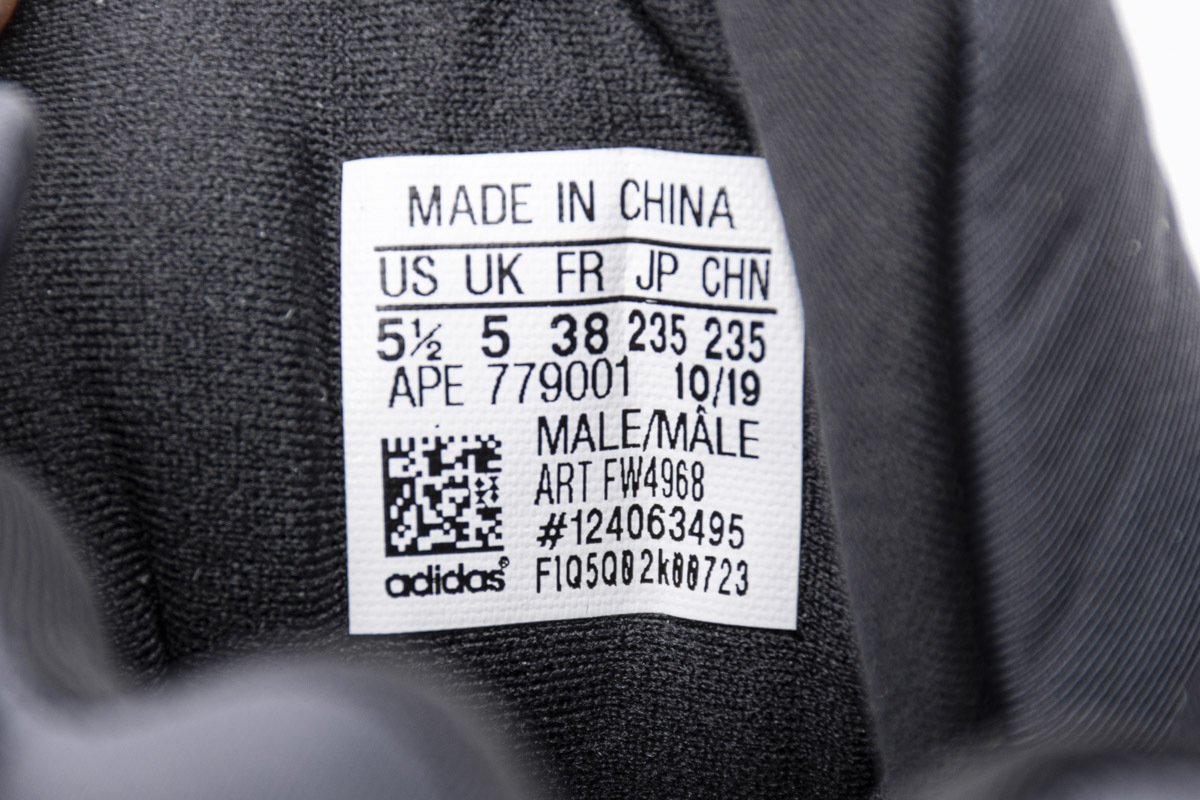 MADE IN CHINA
US UK FR JP CHN
5½ 5 38 235 235
APE 779001 10/19
MALE/MÂLE
ART FW4968
#124063495
F1Q5Q02k00723
adidas®